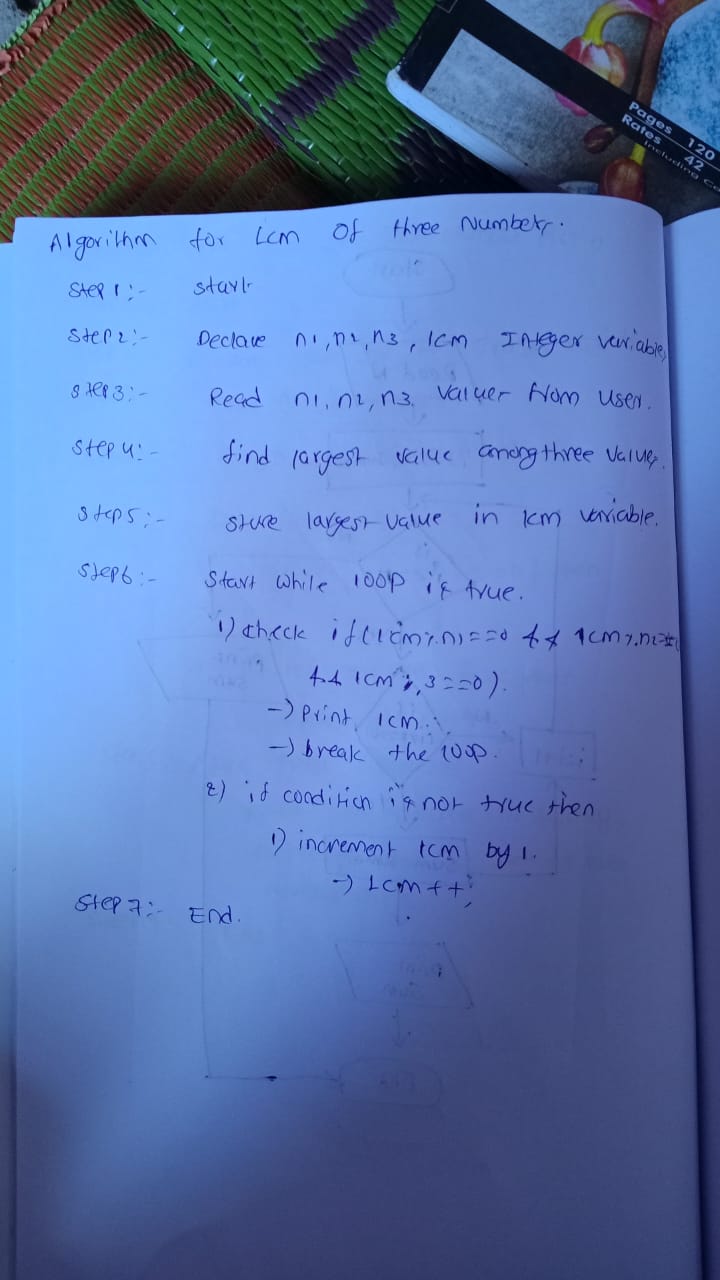 Pages 120
Rates 42
Including
Algorithm for Lcm Of three Numbers.
Step 1:- start
Step 2:- Declare n1, n2, n3, lcm Integer variable,
Step 3:- Read n1, n2, n3 values from user.
Step 4:- find largest value among three values.
Step 5:- store largest value in lcm variable.
Step 6:- Start while loop is true.
1) check if(lcm%n1==0 && lcm%n2==
&& lcm%3==0).
-> print lcm.
-> break the loop.
2) if condition is not true then
1) increment lcm by 1.
-> Lcm++;
Step 7:- End.